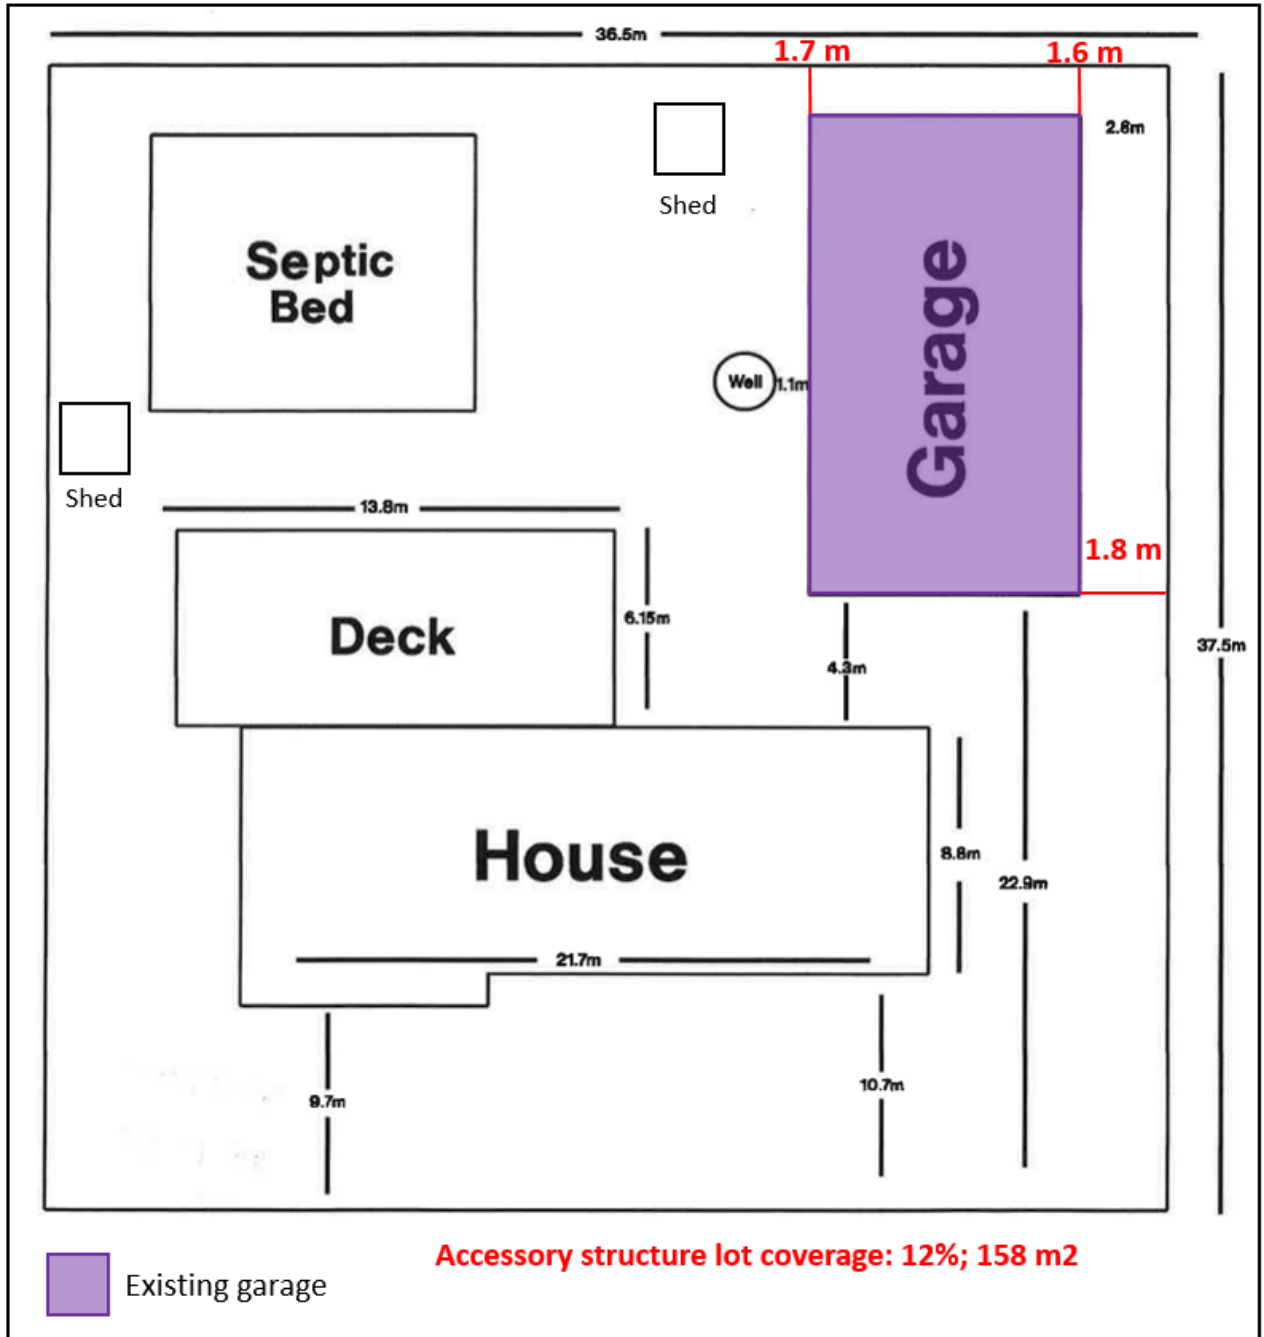 36.5m
1.7 m
1.6 m
2.6m
Shed
Septic
Bed
Garage
Well
1.1m
Shed
13.8m
1.8 m
6.15m
Deck
4.3m
37.5m
House
8.8m
22.9m
21.7m
10.7m
9.7m
Accessory structure lot coverage: 12%; 158 m2
Existing garage